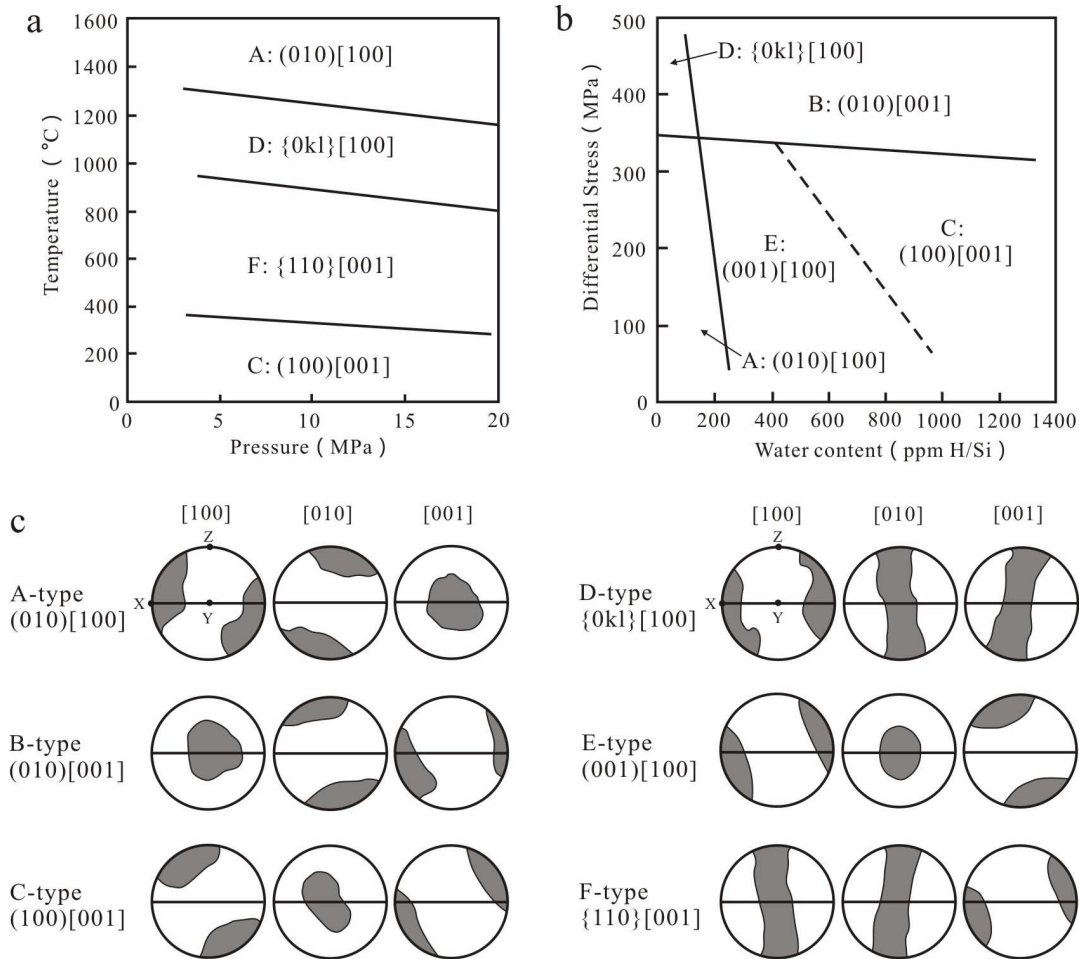 a
1600
1400
1200
1000
800
600
400
200
0
Temperature ( °C )
A: (010)[100]
D: {0kl}[100]
F: {110}[001]
C: (100)[001]
0
5
10
15
20
Pressure ( MPa )
b
500
400
300
200
100
0
Differential Stress ( MPa )
D: {0kl}[100]
B: (010)[001]
E:
(001)[100]
C:
(100)[001]
A: (010)[100]
0
200
400
600
800
1000
1200
1400
Water content ( ppm H/Si )
c
[100] [010] [001]
Z
X
Y
A-type
(010)[100]
B-type
(010)[001]
C-type
(100)[001]
[100] [010] [001]
Z
X
Y
D-type
{0kl}[100]
E-type
(001)[100]
F-type
{110}[001]